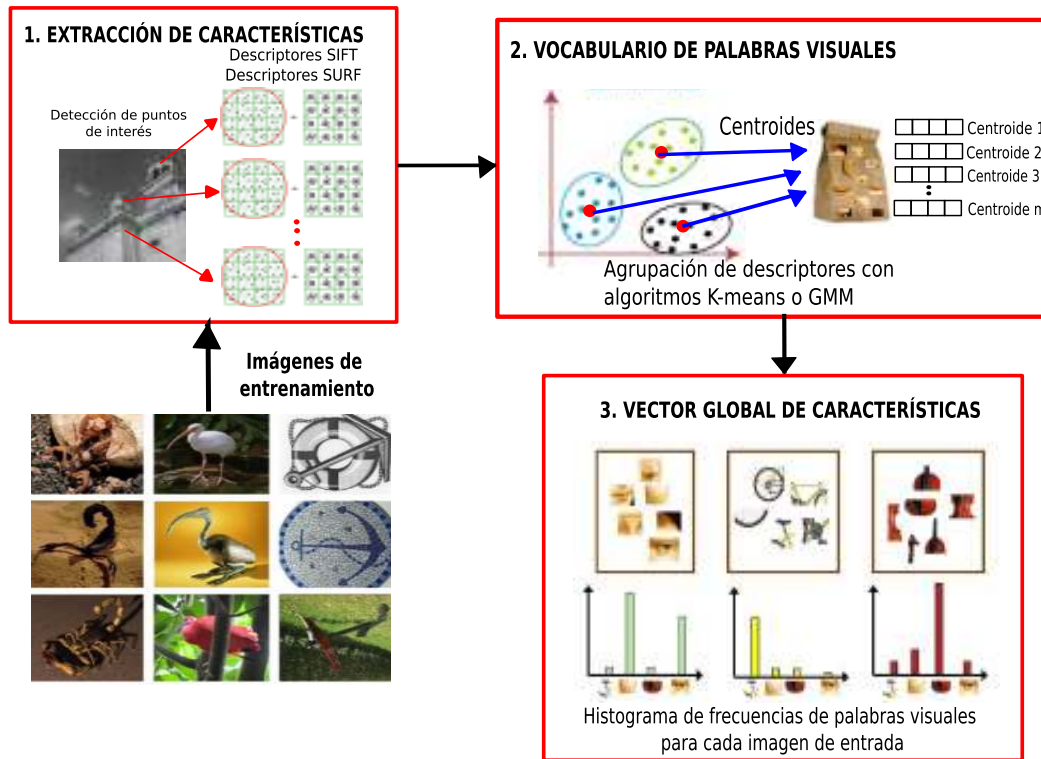 1. EXTRACCIÓN DE CARACTERÍSTICAS
Descriptores SIFT
Descriptores SURF
Detección de puntos
de interés
Imágenes de
entrenamiento
2. VOCABULARIO DE PALABRAS VISUALES
Centroides
Centroide 1
Centroide 2
Centroide 3
Centroide m
Agrupación de descriptores con
algoritmos K-means o GMM
3. VECTOR GLOBAL DE CARACTERÍSTICAS
Histograma de frecuencias de palabras visuales
para cada imagen de entrada